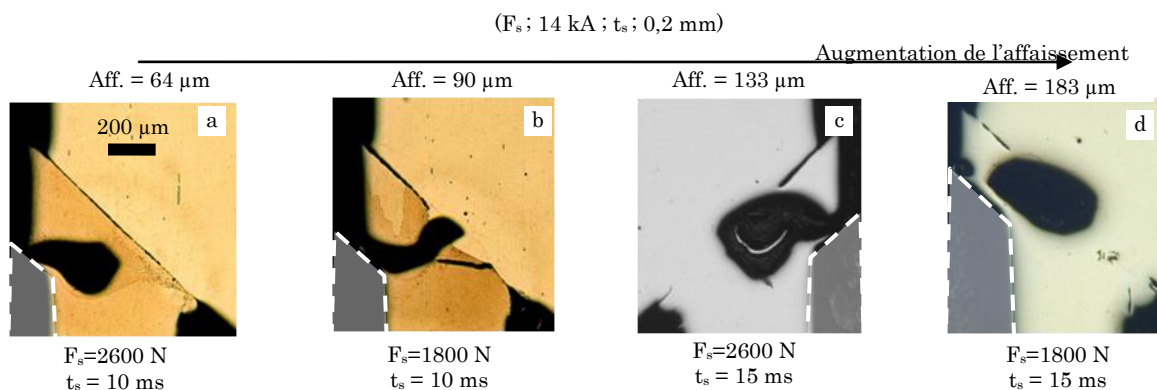 (Fₛ ; 14 kA ; tₛ ; 0,2 mm)
Augmentation de l'affaissement
Aff. = 64 µm
Aff. = 90 µm
Aff. = 133 µm
Aff. = 183 µm
a
b
c
d
200 µm
Fₛ=2600 N
tₛ = 10 ms
Fₛ=1800 N
tₛ = 10 ms
Fₛ=2600 N
tₛ = 15 ms
Fₛ=1800 N
tₛ = 15 ms